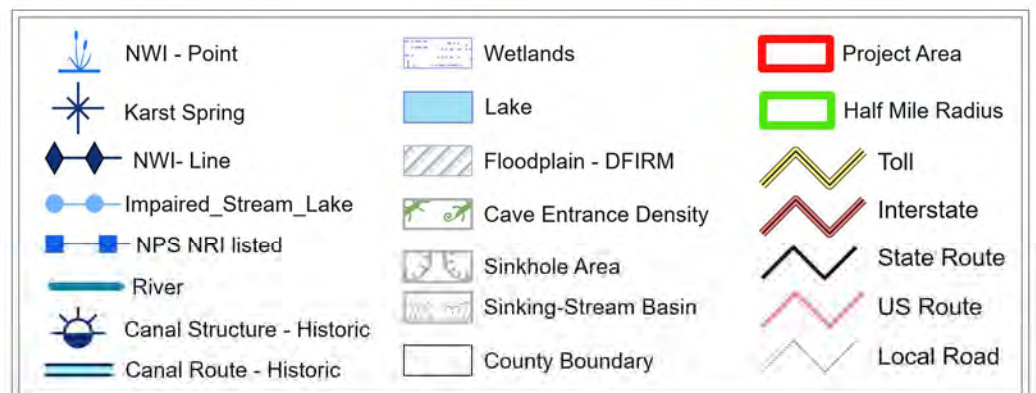 NWI - Point
Karst Spring
NWI- Line
Impaired_Stream_Lake
NPS NRI listed
River
Canal Structure - Historic
Canal Route - Historic
Wetlands
Lake
Floodplain - DFIRM
Cave Entrance Density
Sinkhole Area
Sinking-Stream Basin
County Boundary
Project Area
Half Mile Radius
Toll
Interstate
State Route
US Route
Local Road